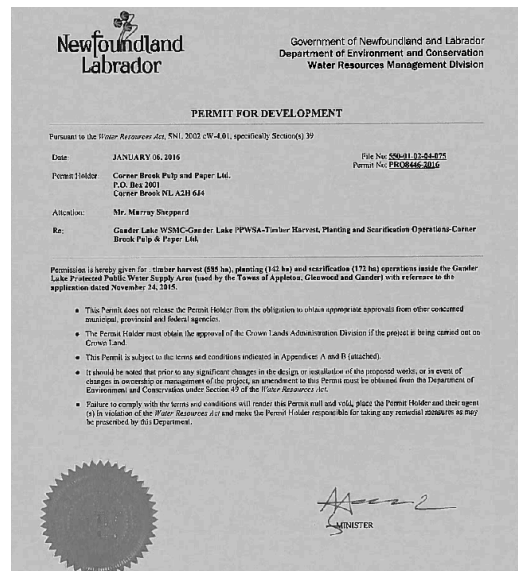 Newfoundland
Labrador
Government of Newfoundland and Labrador
Department of Environment and Conservation
Water Resources Management Division
PERMIT FOR DEVELOPMENT
Pursuant to the Water Resources Act, SNL 2002 cW-4.01, specifically Section(s) 39
Date: JANUARY 06, 2016
File No: 550-01-02-04-075
Permit No: PRO8446-2016
Permit Holder Corner Brook Pulp and Paper Ltd.
P.O. Box 2001
Corner Brook NL A2H 6J4
Attention: Mr. Murray Sheppard
Re: Gander Lake WSMC-Gander Lake PPWSA-Timber Harvest, Planting and Scarification Operations-Corner
Brook Pulp & Paper Ltd.
Permission is hereby given for : timber harvest (585 ha), planting (142 ha) and scarification (172 ha) operations inside the Gander
Lake Protected Public Water Supply Area (used by the Towns of Appleton, Glenwood and Gander) with reference to the
application dated November 24, 2015.
• This Permit does not release the Permit Holder from the obligation to obtain appropriate approvals from other concerned
municipal, provincial and federal agencies.
• The Permit Holder must obtain the approval of the Crown Lands Administration Division if the project is being carried out on
Crown Land.
• This Permit is subject to the terms and conditions indicated in Appendices A and B (attached).
• It should be noted that prior to any significant changes in the design or installation of the proposed works, or in event of
changes in ownership or management of the project, an amendment to this Permit must be obtained from the Department of
Environment and Conservation under Section 49 of the Water Resources Act.
• Failure to comply with the terms and conditions will render this Permit null and void, place the Permit Holder and their agent
(s) in violation of the Water Resources Act and make the Permit Holder responsible for taking any remedial measures as may
be prescribed by this Department.
MINISTER